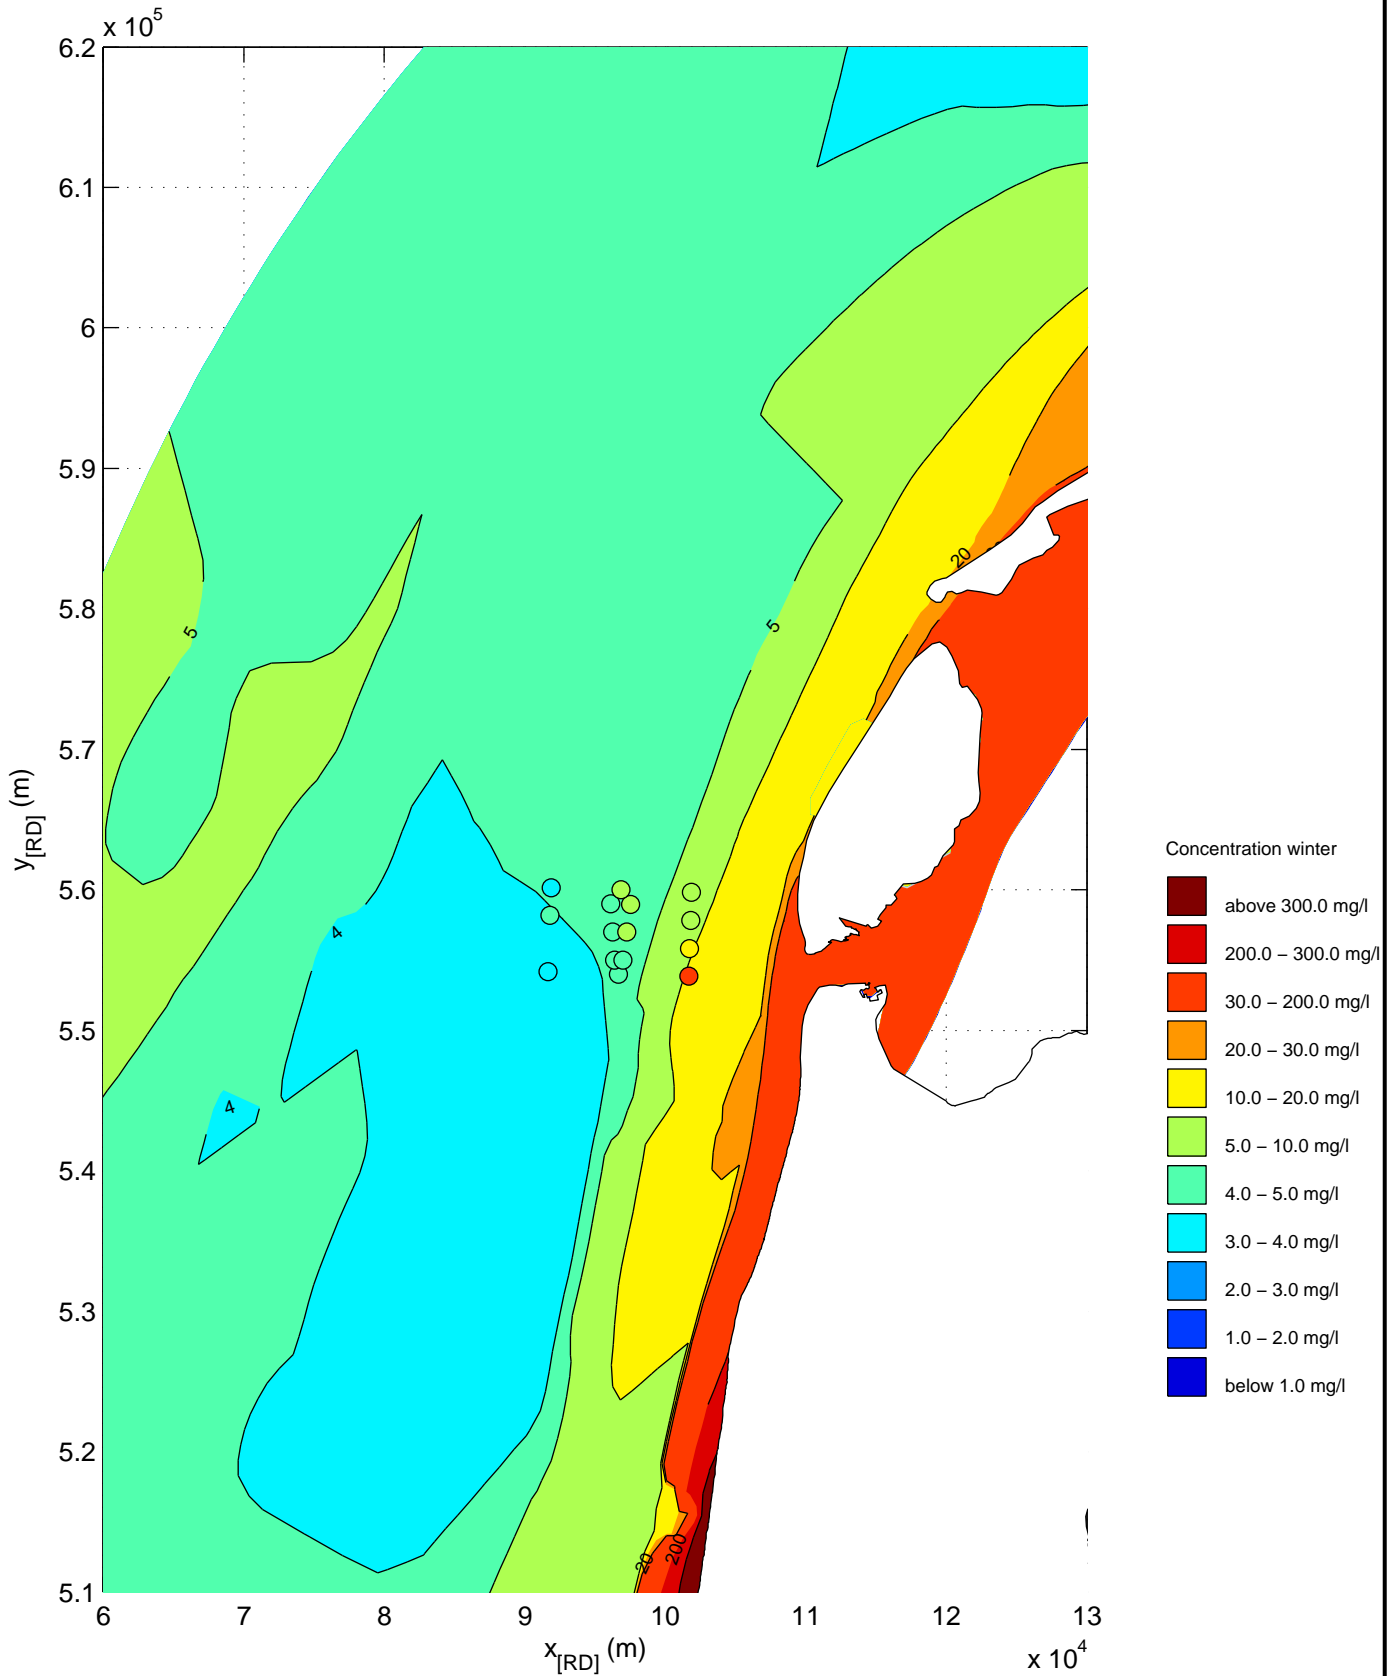 x 10^5
6.2
6.1
6
5.9
5.8
5.7
5.6
5.5
5.4
5.3
5.2
5.1
y[RD] (m)
6 7 8 9 10 11 12 13
x[RD] (m)
x 10^4
5
5
20
4
4
20
200
Concentration winter
above 300.0 mg/l
200.0 – 300.0 mg/l
30.0 – 200.0 mg/l
20.0 – 30.0 mg/l
10.0 – 20.0 mg/l
5.0 – 10.0 mg/l
4.0 – 5.0 mg/l
3.0 – 4.0 mg/l
2.0 – 3.0 mg/l
1.0 – 2.0 mg/l
below 1.0 mg/l